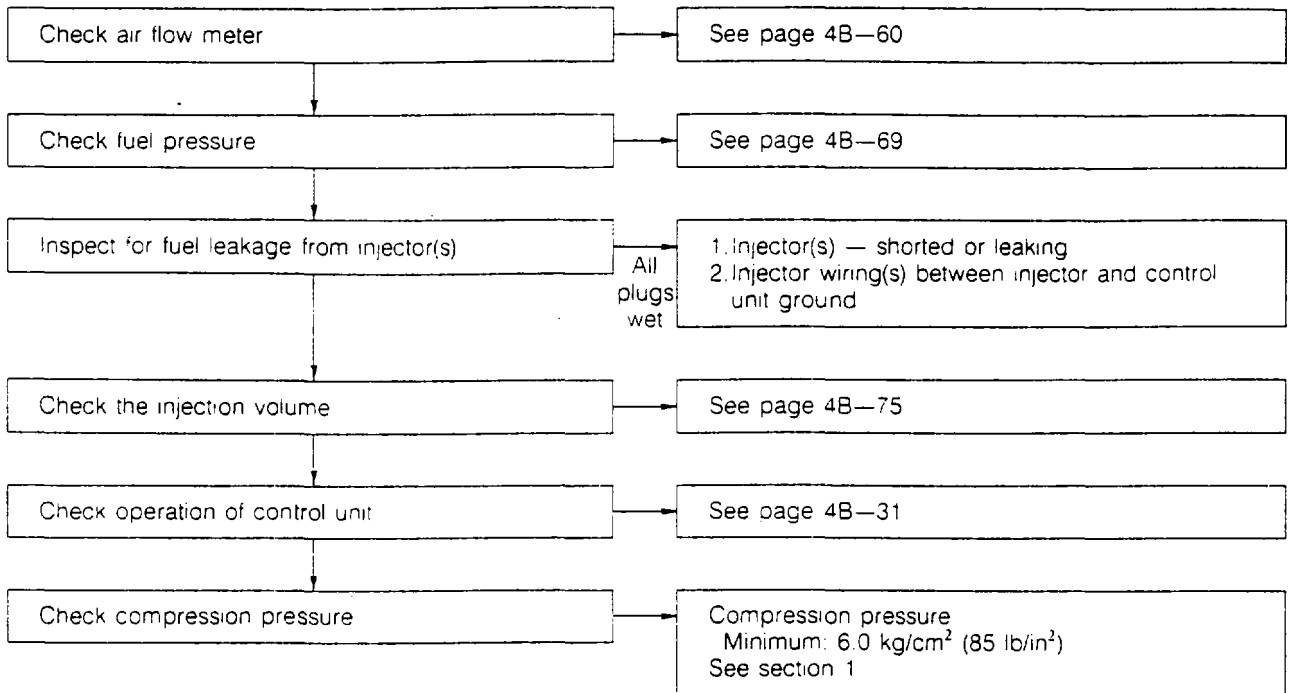 Check air flow meter
See page 4B—60
Check fuel pressure
See page 4B—69
Inspect for fuel leakage from injector(s)
All
plugs
wet
1. Injector(s) — shorted or leaking
2. Injector wiring(s) between injector and control
unit ground
Check the injection volume
See page 4B—75
Check operation of control unit
See page 4B—31
Check compression pressure
Compression pressure
Minimum: 6.0 kg/cm² (85 lb/in²)
See section 1